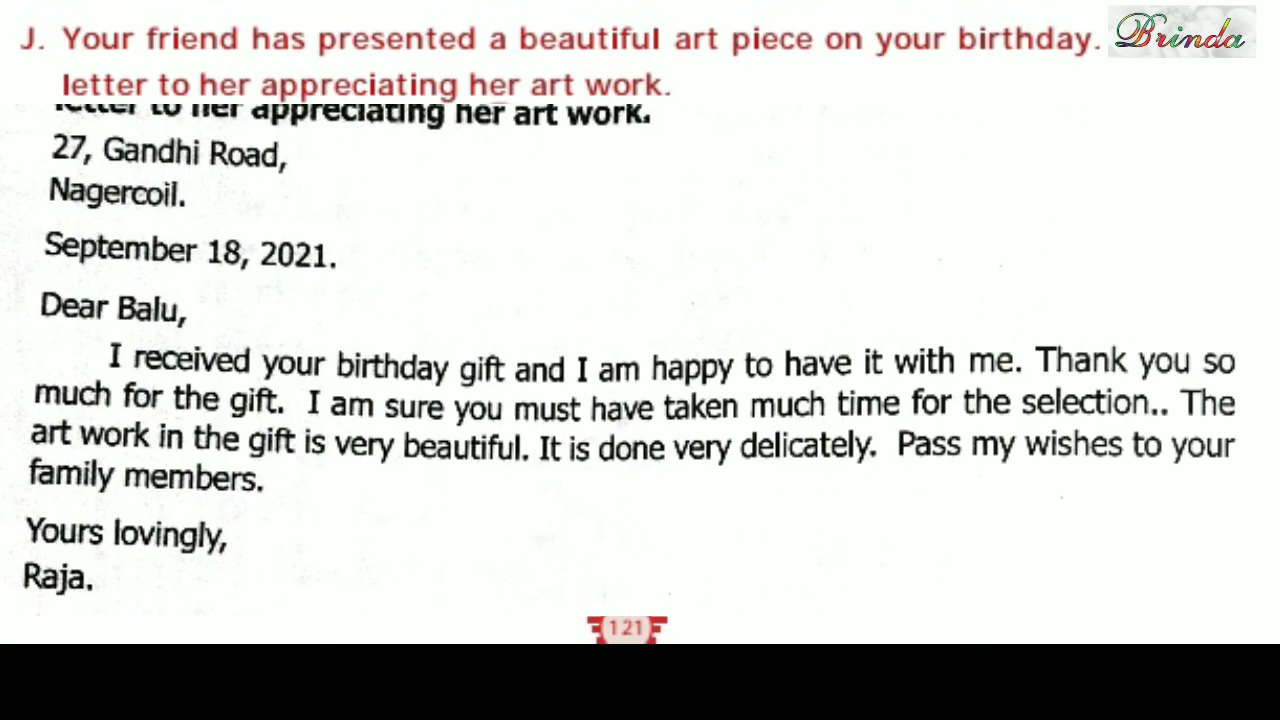 J. Your friend has presented a beautiful art piece on your birthday.
Brinda
letter to her appreciating her art work.
letter to her appreciating her art work.
27, Gandhi Road,
Nagercoil.
September 18, 2021.
Dear Balu,
I received your birthday gift and I am happy to have it with me. Thank you so
much for the gift. I am sure you must have taken much time for the selection.. The
art work in the gift is very beautiful. It is done very delicately. Pass my wishes to your
family members.
Yours lovingly,
Raja.
121